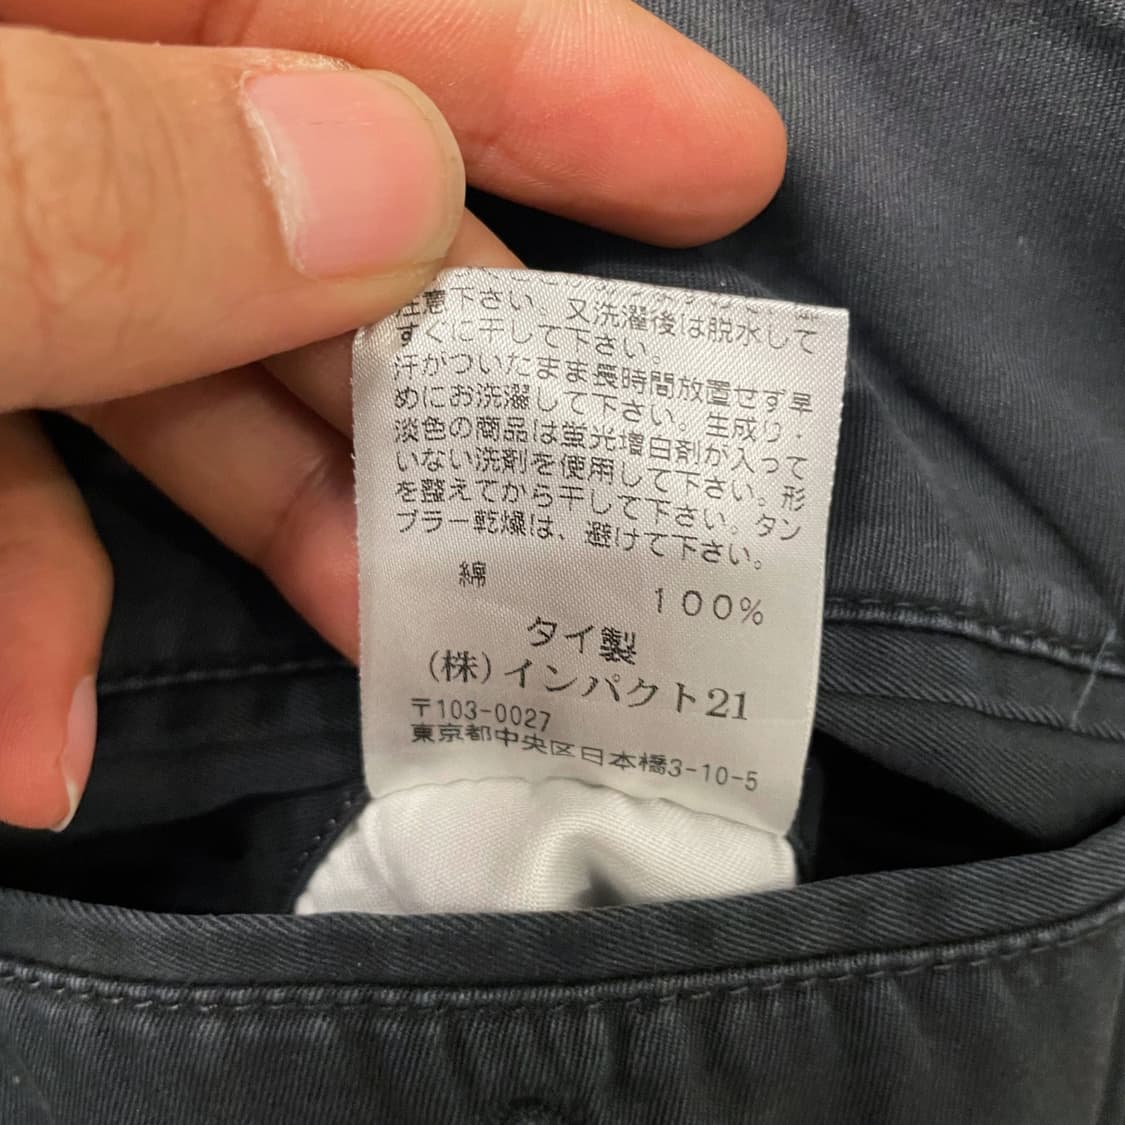 注意下さい。又洗濯後は脱水して
すぐに干して下さい。
汗がついたまま長時間放置せず早
めにお洗濯して下さい。生成り・
淡色の商品は蛍光増白剤が入って
いない洗剤を使用して下さい。形
を整えてから干して下さい。タン
ブラー乾燥は、避けて下さい。
綿 100%
タイ製
(株)インパクト21
〒103-0027
東京都中央区日本橋3-10-5